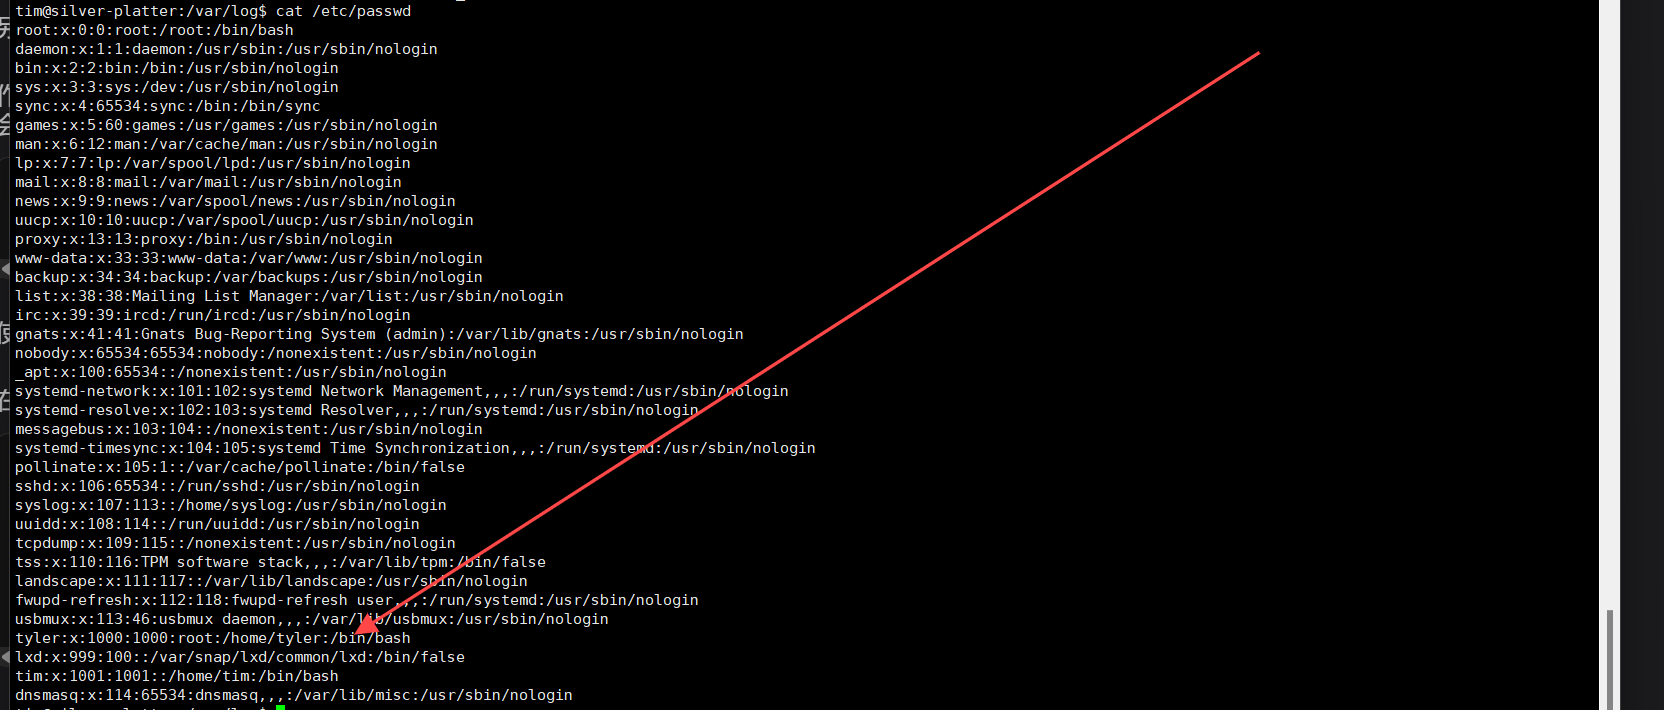 tim@silver-platter:/var/log$ cat /etc/passwd
root:x:0:0:root:/root:/bin/bash
daemon:x:1:1:daemon:/usr/sbin:/usr/sbin/nologin
bin:x:2:2:bin:/bin:/usr/sbin/nologin
sys:x:3:3:sys:/dev:/usr/sbin/nologin
sync:x:4:65534:sync:/bin:/bin/sync
games:x:5:60:games:/usr/games:/usr/sbin/nologin
man:x:6:12:man:/var/cache/man:/usr/sbin/nologin
lp:x:7:7:lp:/var/spool/lpd:/usr/sbin/nologin
mail:x:8:8:mail:/var/mail:/usr/sbin/nologin
news:x:9:9:news:/var/spool/news:/usr/sbin/nologin
uucp:x:10:10:uucp:/var/spool/uucp:/usr/sbin/nologin
proxy:x:13:13:proxy:/bin:/usr/sbin/nologin
www-data:x:33:33:www-data:/var/www:/usr/sbin/nologin
backup:x:34:34:backup:/var/backups:/usr/sbin/nologin
list:x:38:38:Mailing List Manager:/var/list:/usr/sbin/nologin
irc:x:39:39:ircd:/run/ircd:/usr/sbin/nologin
gnats:x:41:41:Gnats Bug-Reporting System (admin):/var/lib/gnats:/usr/sbin/nologin
nobody:x:65534:65534:nobody:/nonexistent:/usr/sbin/nologin
_apt:x:100:65534::/nonexistent:/usr/sbin/nologin
systemd-network:x:101:102:systemd Network Management,,,:/run/systemd:/usr/sbin/nologin
systemd-resolve:x:102:103:systemd Resolver,,,:/run/systemd:/usr/sbin/nologin
messagebus:x:103:104::/nonexistent:/usr/sbin/nologin
systemd-timesync:x:104:105:systemd Time Synchronization,,,:/run/systemd:/usr/sbin/nologin
pollinate:x:105:1::/var/cache/pollinate:/bin/false
sshd:x:106:65534::/run/sshd:/usr/sbin/nologin
syslog:x:107:113::/home/syslog:/usr/sbin/nologin
uuidd:x:108:114::/run/uuidd:/usr/sbin/nologin
tcpdump:x:109:115::/nonexistent:/usr/sbin/nologin
tss:x:110:116:TPM software stack,,,:/var/lib/tpm:/bin/false
landscape:x:111:117::/var/lib/landscape:/usr/sbin/nologin
fwupd-refresh:x:112:118:fwupd-refresh user,,,:/run/systemd:/usr/sbin/nologin
usbmux:x:113:46:usbmux daemon,,,:/var/lib/usbmux:/usr/sbin/nologin
tyler:x:1000:1000:root:/home/tyler:/bin/bash
lxd:x:999:100::/var/snap/lxd/common/lxd:/bin/false
tim:x:1001:1001::/home/tim:/bin/bash
dnsmasq:x:114:65534:dnsmasq,,,:/var/lib/misc:/usr/sbin/nologin